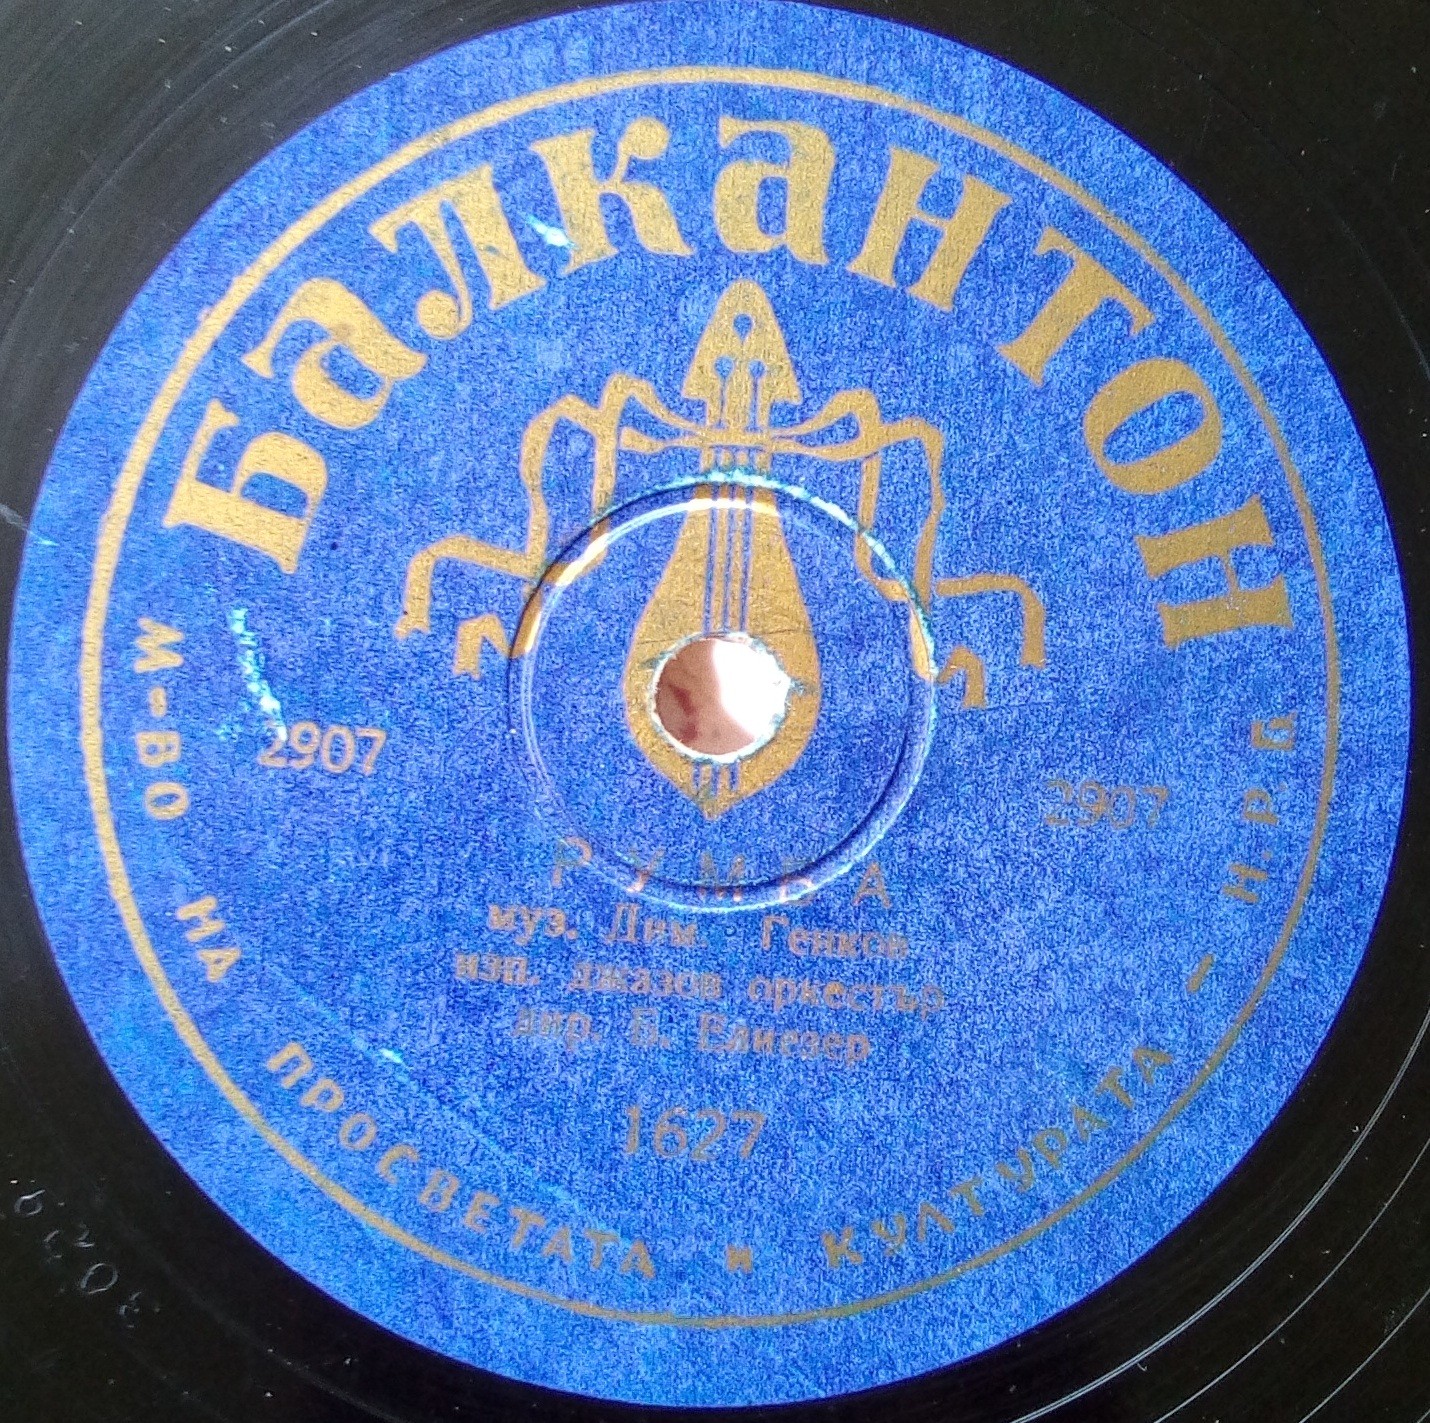 Балкантон
2907
2907
РУМБА
муз. Дим. Генков
изп. джазов оркестър
дир. Б. Елиезер
1627
М-ВО НА ПРОСВЕТАТА и КУЛТУРАТА - Н.Р.Б.